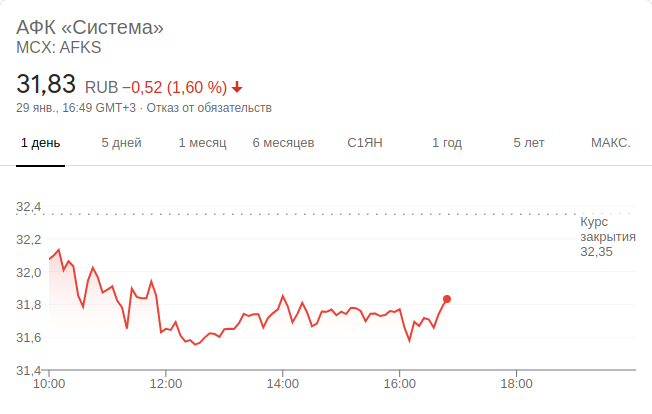 АФК «Система»
MCX: AFKS
31,83 RUB −0,52 (1,60 %)
29 янв., 16:49 GMT+3 · Отказ от обязательств
1 день 5 дней 1 месяц 6 месяцев С1ЯН 1 год 5 лет МАКС.
32,4
Курс
закрытия
32,35
32,2
32,0
31,8
31,6
31,4
10:00 12:00 14:00 16:00 18:00